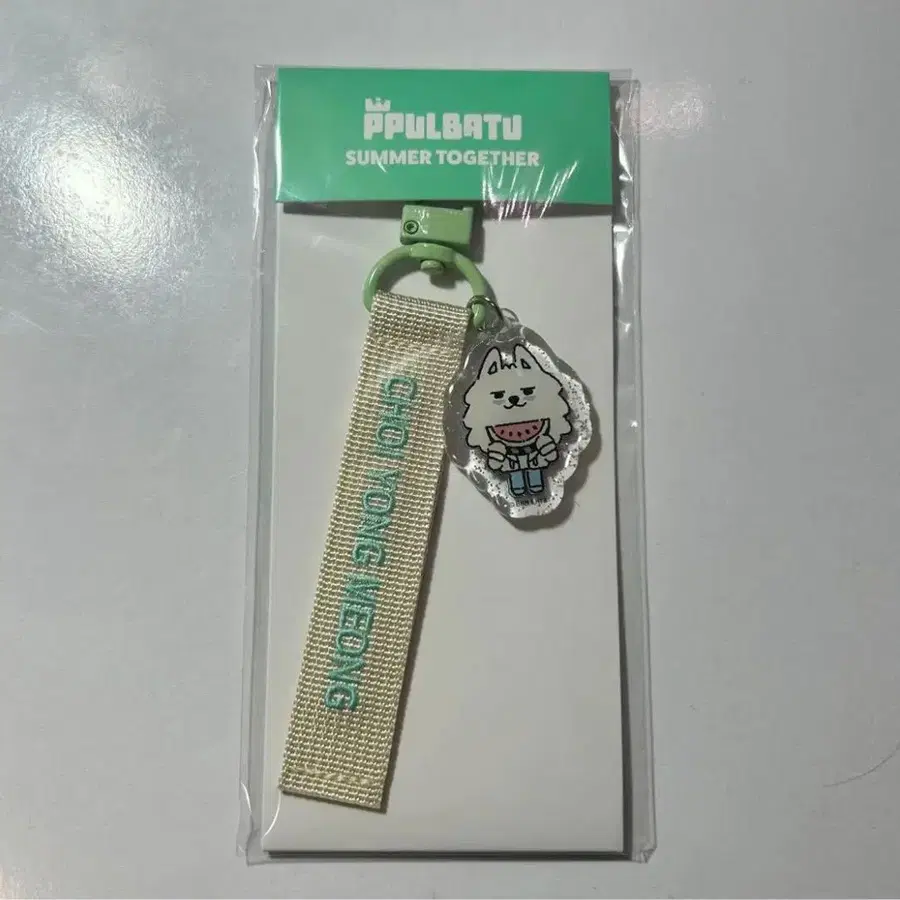 PPULBATU
SUMMER TOGETHER
CHOI YONG MEONG